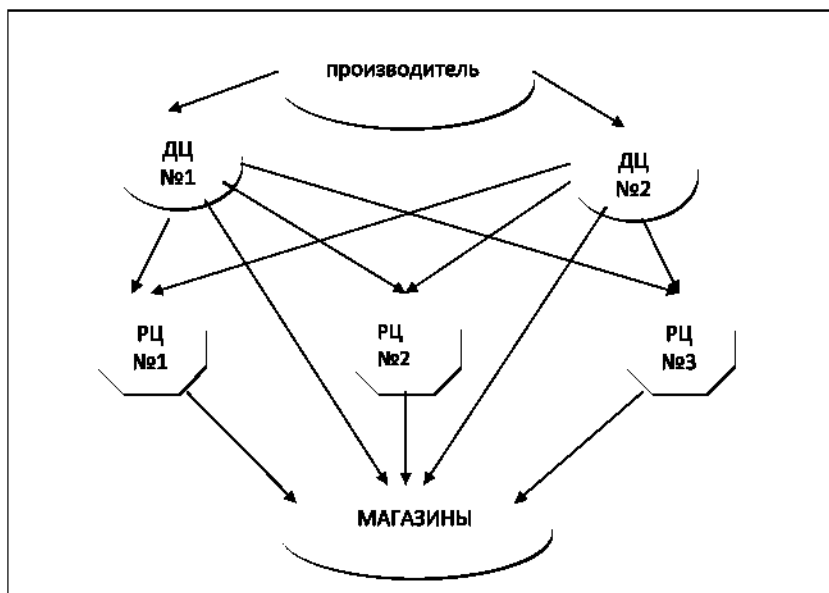 производитель
ДЦ
№1
ДЦ
№2
РЦ
№1
РЦ
№2
РЦ
№3
МАГАЗИНЫ